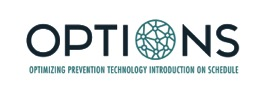 OPTIONS
OPTIMIZING PREVENTION TECHNOLOGY INTRODUCTION ON SCHEDULE